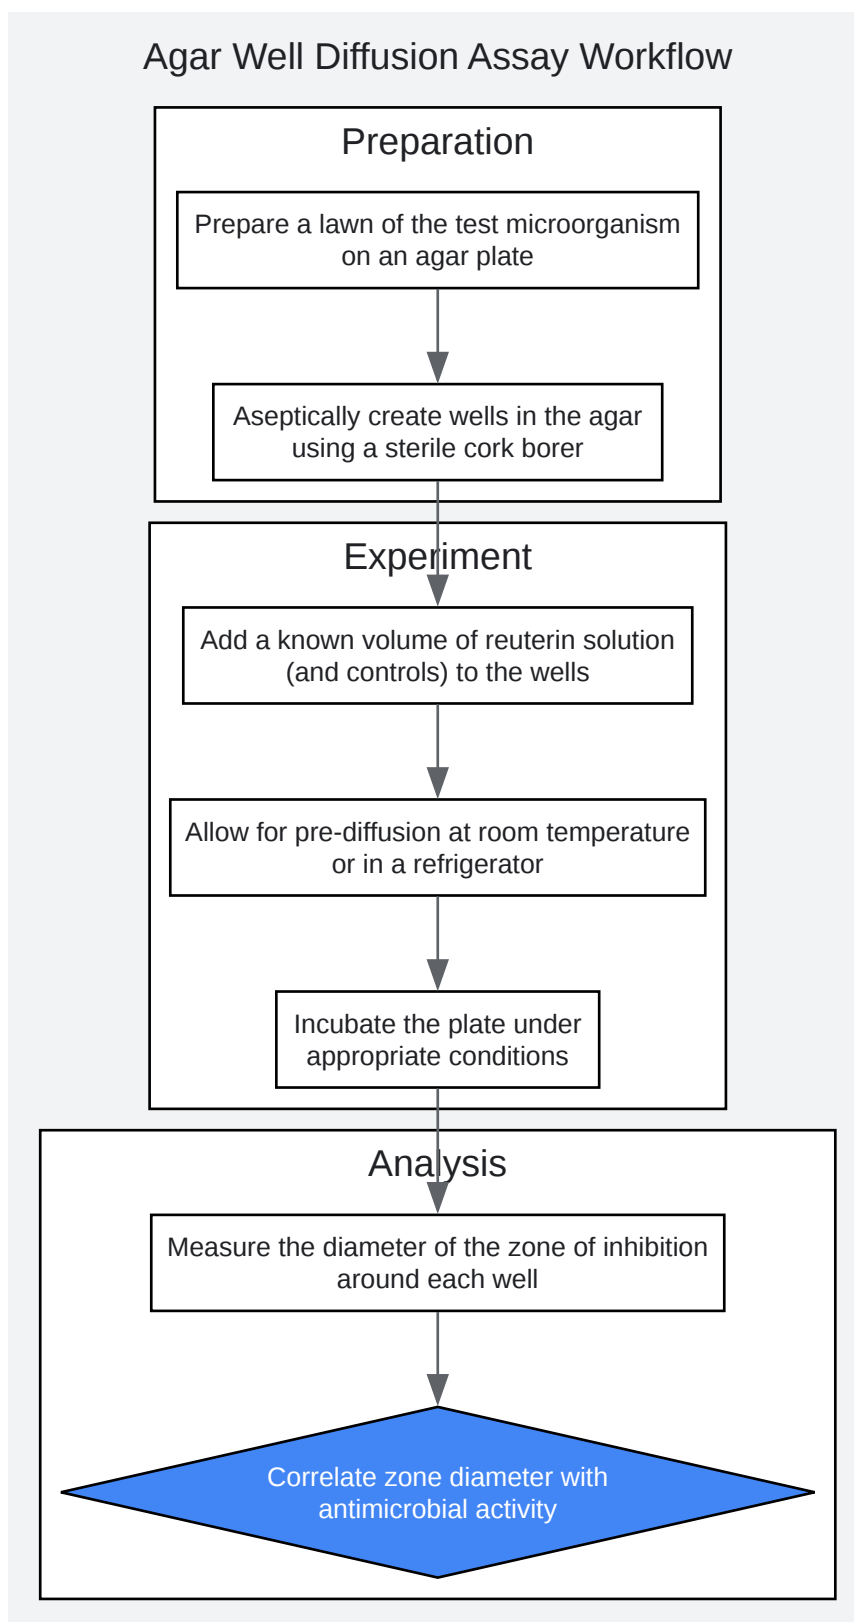 Agar Well Diffusion Assay Workflow
Preparation
Prepare a lawn of the test microorganism
on an agar plate
Aseptically create wells in the agar
using a sterile cork borer
Experiment
Add a known volume of reuterin solution
(and controls) to the wells
Allow for pre-diffusion at room temperature
or in a refrigerator
Incubate the plate under
appropriate conditions
Analysis
Measure the diameter of the zone of inhibition
around each well
Correlate zone diameter with
antimicrobial activity